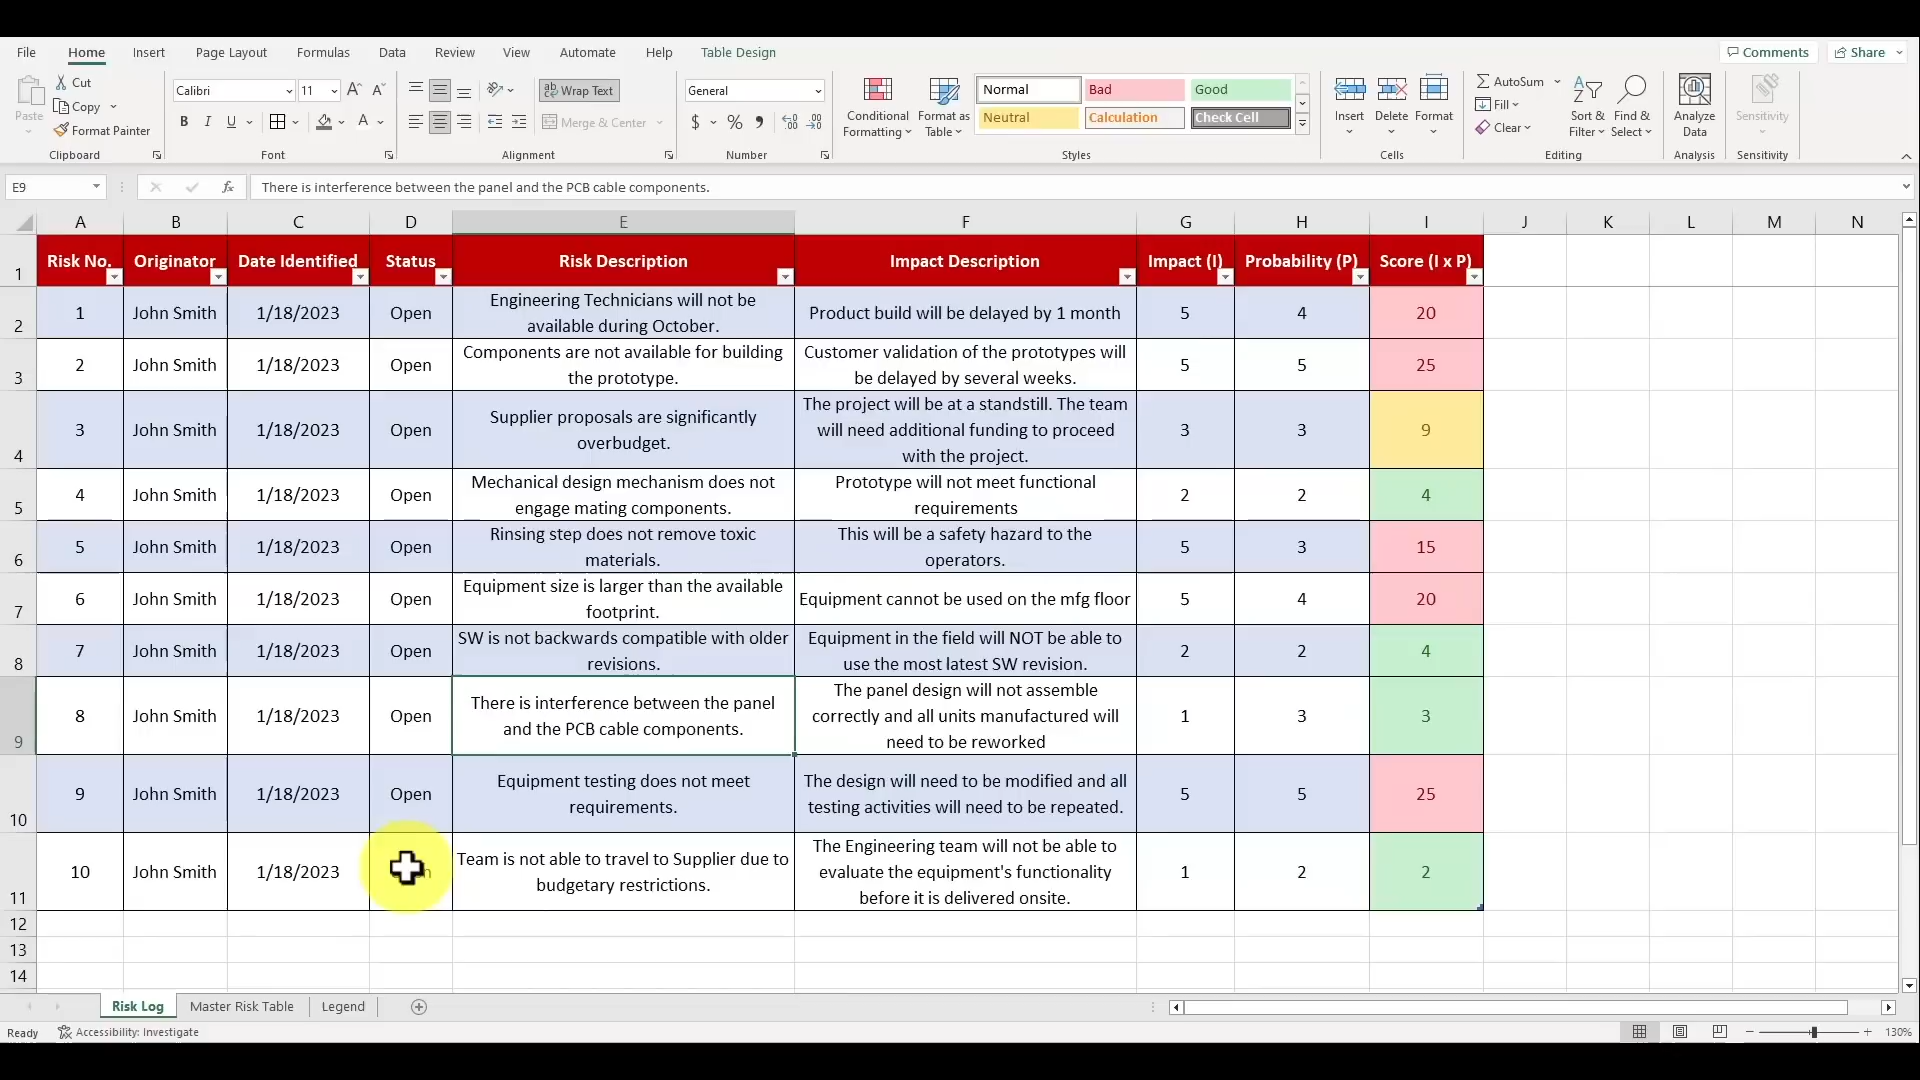 File Home Insert Page Layout Formulas Data Review View Automate Help Table Design Comments Share
Cut
Copy
Format Painter
Paste
Clipboard
Calibri 11
B I U
Font
Wrap Text
Merge & Center
Alignment
General
$ % 9
Number
Conditional Formatting
Format as Table
Normal Bad Good
Neutral Calculation Check Cell
Styles
Insert Delete Format
Cells
AutoSum
Fill
Clear
Sort & Filter
Find & Select
Editing
Analyze Data
Analysis
Sensitivity
Sensitivity
E9 fx There is interference between the panel and the PCB cable components.
A B C D E F G H I J K L M N
1 Risk No. Originator Date Identified Status Risk Description Impact Description Impact (I) Probability (P) Score (I x P)
2 1 John Smith 1/18/2023 Open Engineering Technicians will not be available during October. Product build will be delayed by 1 month 5 4 20
3 2 John Smith 1/18/2023 Open Components are not available for building the prototype. Customer validation of the prototypes will be delayed by several weeks. 5 5 25
4 3 John Smith 1/18/2023 Open Supplier proposals are significantly overbudget. The project will be at a standstill. The team will need additional funding to proceed with the project. 3 3 9
5 4 John Smith 1/18/2023 Open Mechanical design mechanism does not engage mating components. Prototype will not meet functional requirements 2 2 4
6 5 John Smith 1/18/2023 Open Rinsing step does not remove toxic materials. This will be a safety hazard to the operators. 5 3 15
7 6 John Smith 1/18/2023 Open Equipment size is larger than the available footprint. Equipment cannot be used on the mfg floor 5 4 20
8 7 John Smith 1/18/2023 Open SW is not backwards compatible with older revisions. Equipment in the field will NOT be able to use the most latest SW revision. 2 2 4
9 8 John Smith 1/18/2023 Open There is interference between the panel and the PCB cable components. The panel design will not assemble correctly and all units manufactured will need to be reworked 1 3 3
10 9 John Smith 1/18/2023 Open Equipment testing does not meet requirements. The design will need to be modified and all testing activities will need to be repeated. 5 5 25
11 10 John Smith 1/18/2023 Team is not able to travel to Supplier due to budgetary restrictions. The Engineering team will not be able to evaluate the equipment's functionality before it is delivered onsite. 1 2 2
12
13
14
Risk Log Master Risk Table Legend
Ready Accessibility: Investigate 130%